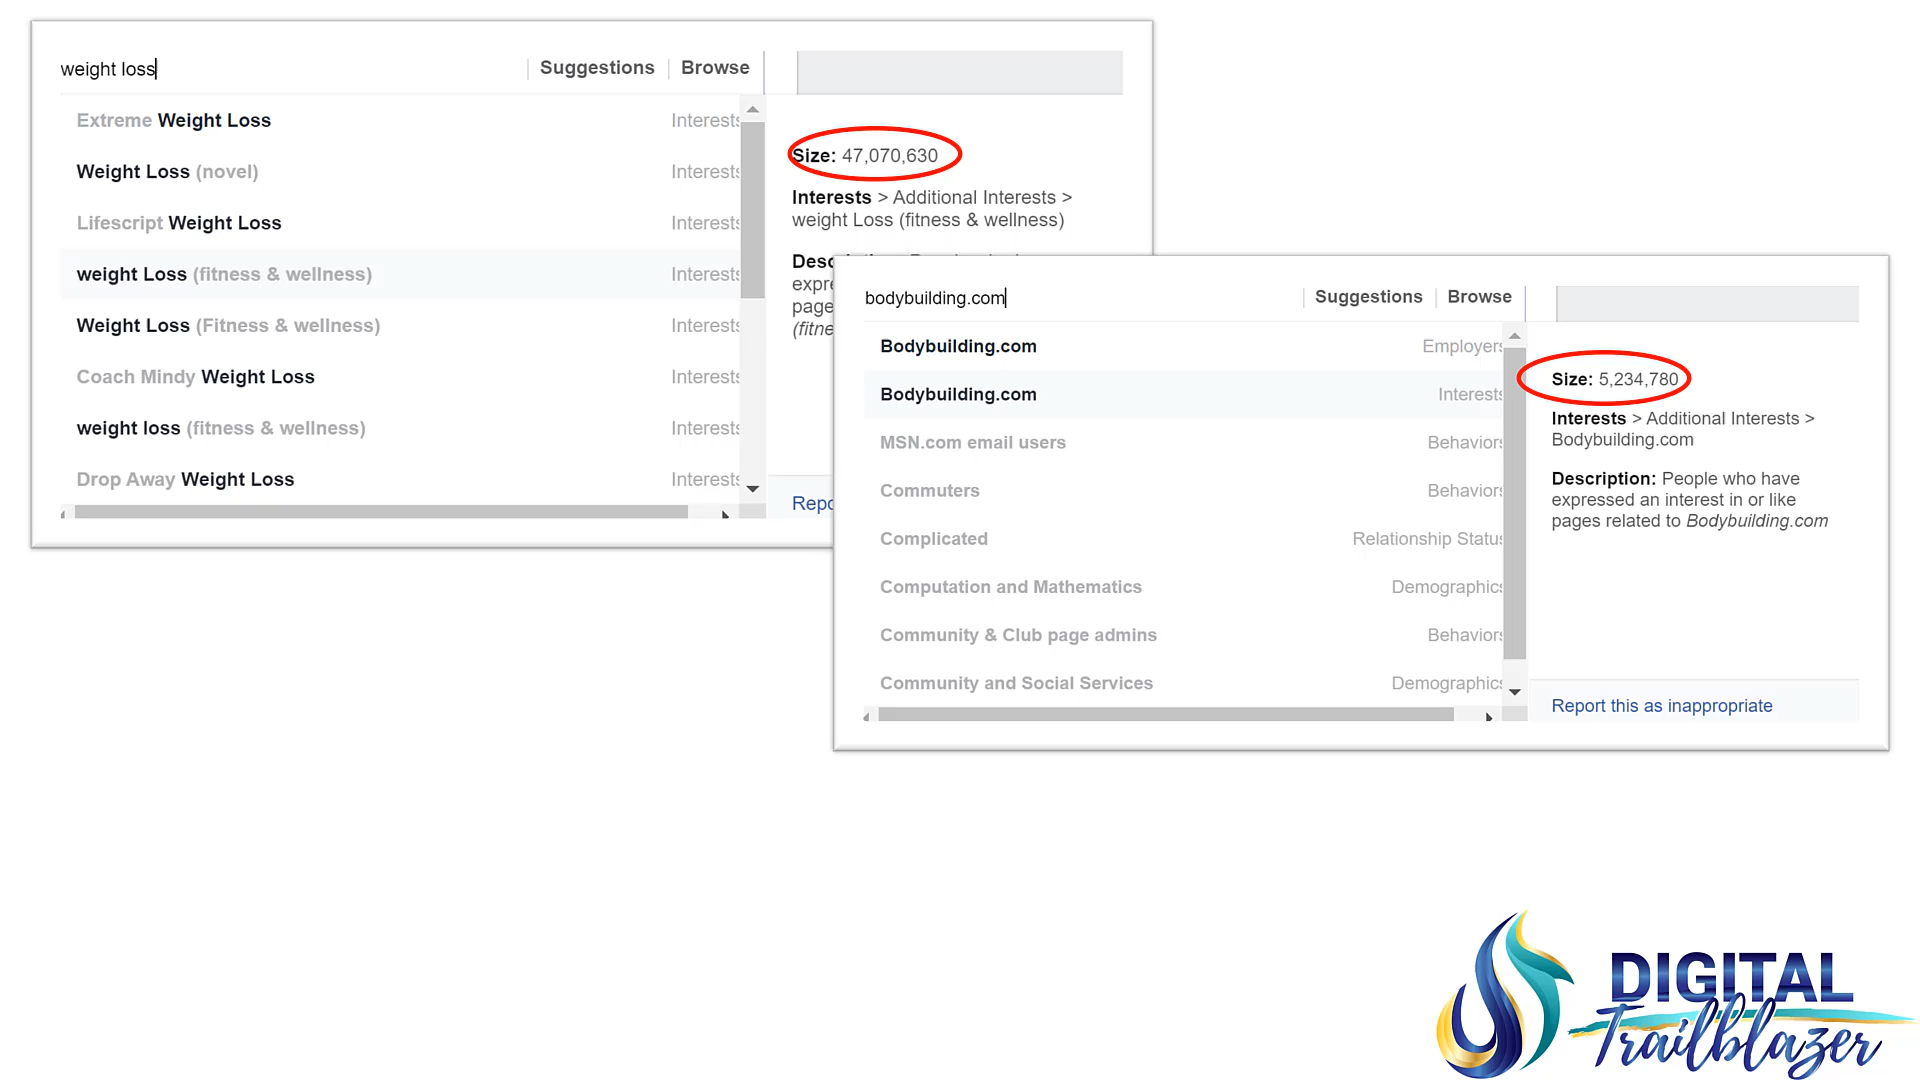 weight loss
Suggestions
Browse
Extreme Weight Loss Interests
Weight Loss (novel) Interests
Lifescript Weight Loss Interests
weight Loss (fitness & wellness) Interests
Weight Loss (Fitness & wellness) Interests
Coach Mindy Weight Loss Interests
weight loss (fitness & wellness) Interests
Drop Away Weight Loss Interests
Size: 47,070,630
Interests > Additional Interests >
weight Loss (fitness & wellness)
bodybuilding.com
Suggestions
Browse
Bodybuilding.com Employers
Bodybuilding.com Interests
MSN.com email users Behaviors
Commuters Behaviors
Complicated Relationship Status
Computation and Mathematics Demographics
Community & Club page admins Behaviors
Community and Social Services Demographics
Size: 5,234,780
Interests > Additional Interests >
Bodybuilding.com
Description: People who have
expressed an interest in or like
pages related to Bodybuilding.com
Report this as inappropriate
DIGITAL
Trailblazer